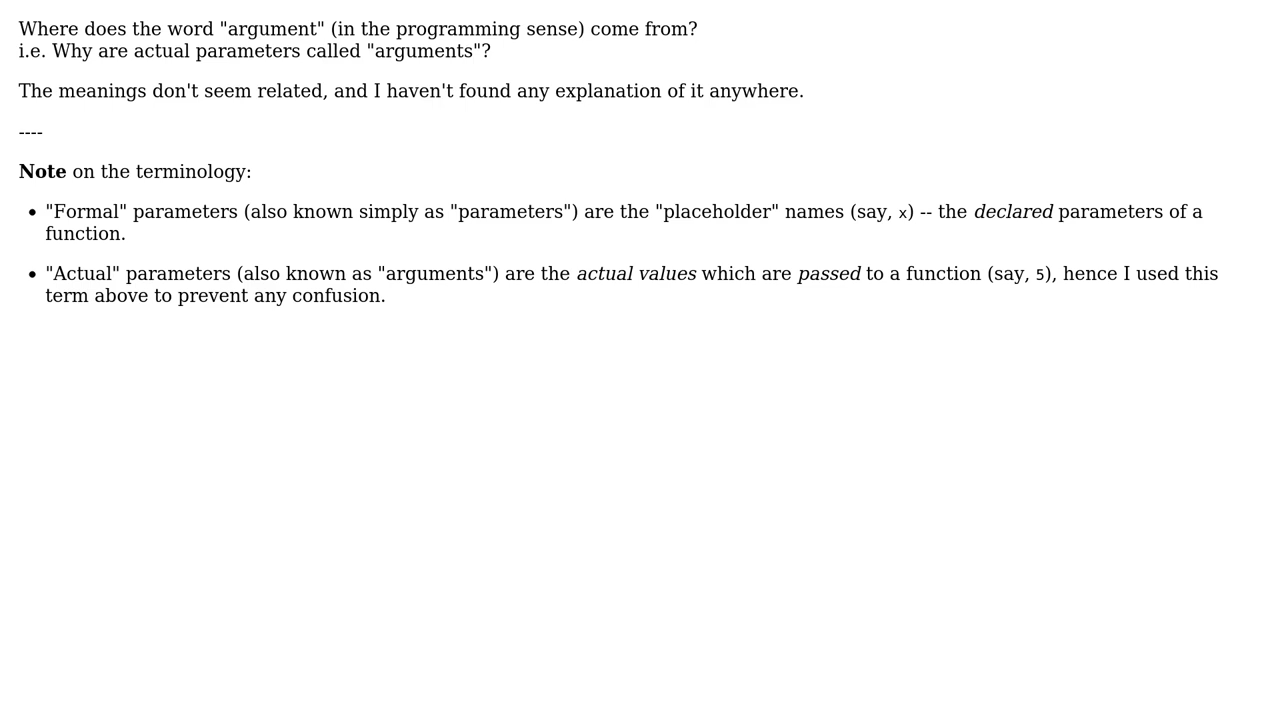 Where does the word "argument" (in the programming sense) come from?
i.e. Why are actual parameters called "arguments"?
The meanings don't seem related, and I haven't found any explanation of it anywhere.
----
Note on the terminology:
• "Formal" parameters (also known simply as "parameters") are the "placeholder" names (say, x) -- the declared parameters of a
function.
• "Actual" parameters (also known as "arguments") are the actual values which are passed to a function (say, 5), hence I used this
term above to prevent any confusion.